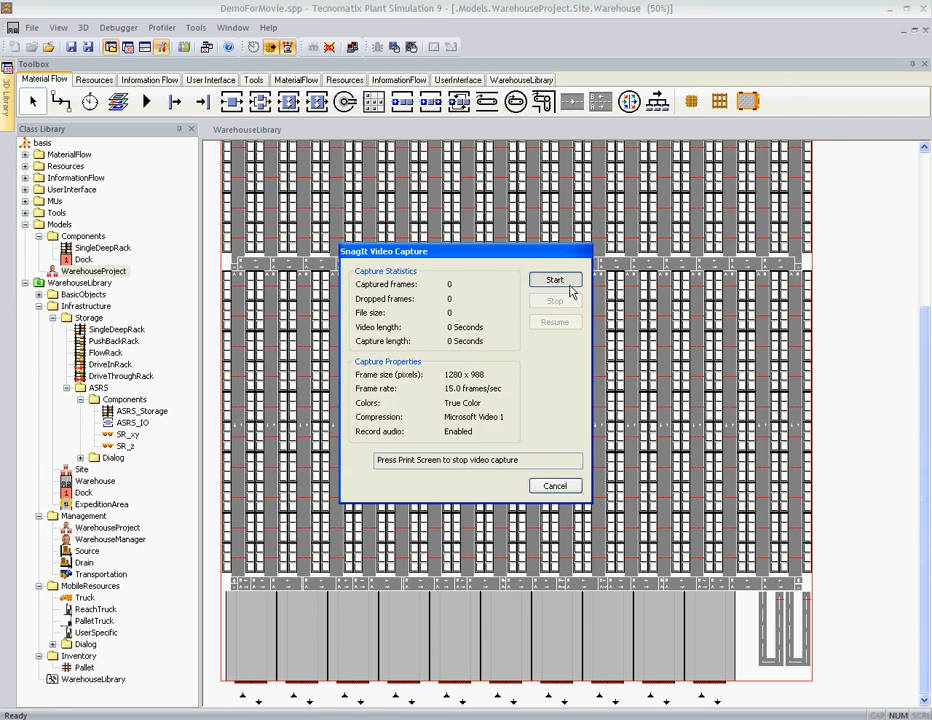 DemoForMovie.spp - Tecnomatix Plant Simulation 9 - [.Models.WarehouseProject.Site.Warehouse (50%)]
File View 3D Debugger Profiler Tools Window Help
Toolbox
Material Flow Resources Information Flow User Interface Tools MaterialFlow Resources InformationFlow UserInterface WarehouseLibrary
3D Library
Class Library
WarehouseLibrary
basis
MaterialFlow
Resources
InformationFlow
UserInterface
MUs
Tools
Models
Components
SingleDeepRack
Dock
WarehouseProject
WarehouseLibrary
BasicObjects
Infrastructure
Storage
SingleDeepRack
PushBackRack
FlowRack
DriveInRack
DriveThroughRack
ASRS
Components
ASRS_Storage
ASRS_IO
SR_xy
SR_z
Dialog
Site
Warehouse
Dock
ExpeditionArea
Management
WarehouseProject
WarehouseManager
Source
Drain
Transportation
MobileResources
Truck
ReachTruck
PalletTruck
UserSpecific
Dialog
Inventory
Pallet
WarehouseLibrary
SnagIt Video Capture
Capture Statistics
Captured frames: 0
Dropped frames: 0
File size: 0
Video length: 0 Seconds
Capture length: 0 Seconds
Start
Stop
Resume
Capture Properties
Frame size (pixels): 1280 x 988
Frame rate: 15.0 frames/sec
Colors: True Color
Compression: Microsoft Video 1
Record audio: Enabled
Press Print Screen to stop video capture
Cancel
Ready
CAP NUM SCRL